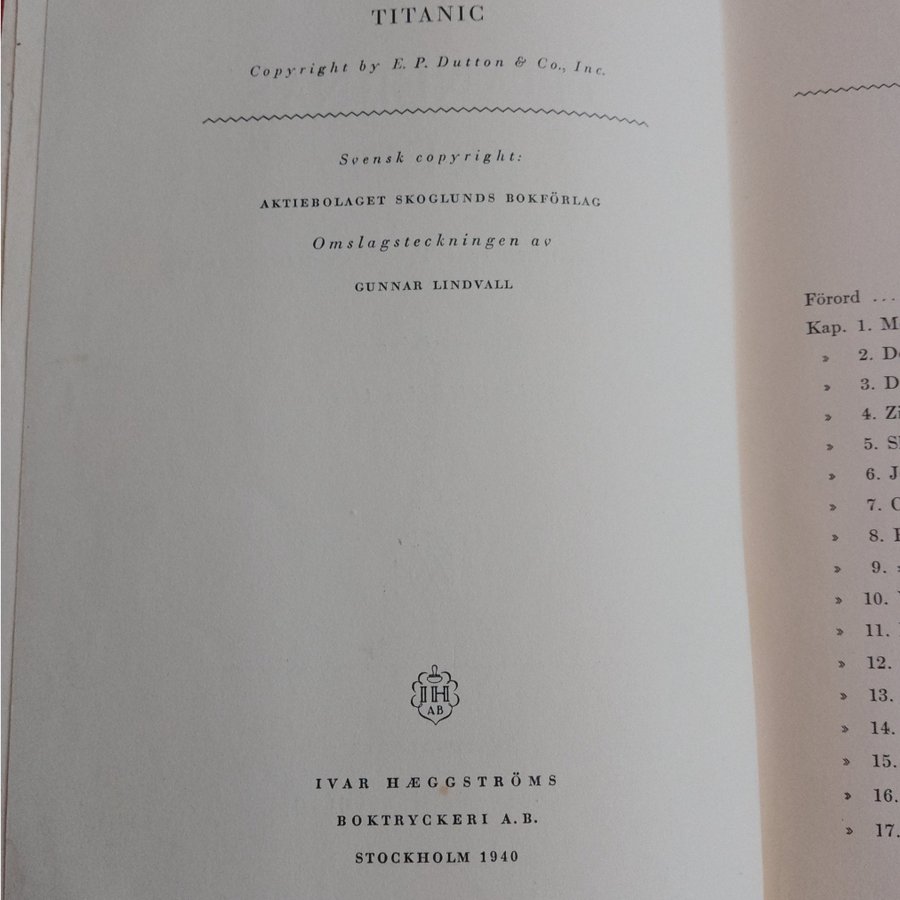 TITANIC
Copyright by E. P. Dutton & Co., Inc.
Svensk copyright:
AKTIEBOLAGET SKOGLUNDS BOKFÖRLAG
Omslagsteckningen av
GUNNAR LINDVALL
IH
AB
IVAR HÆGGSTRÖMS
BOKTRYCKERI A.B.
STOCKHOLM 1940
Förord ...
Kap. 1.
» 2.
» 3.
» 4.
» 5.
» 6.
» 7.
» 8.
» 9.
» 10.
» 11.
» 12.
» 13.
» 14.
» 15.
» 16.
» 17.